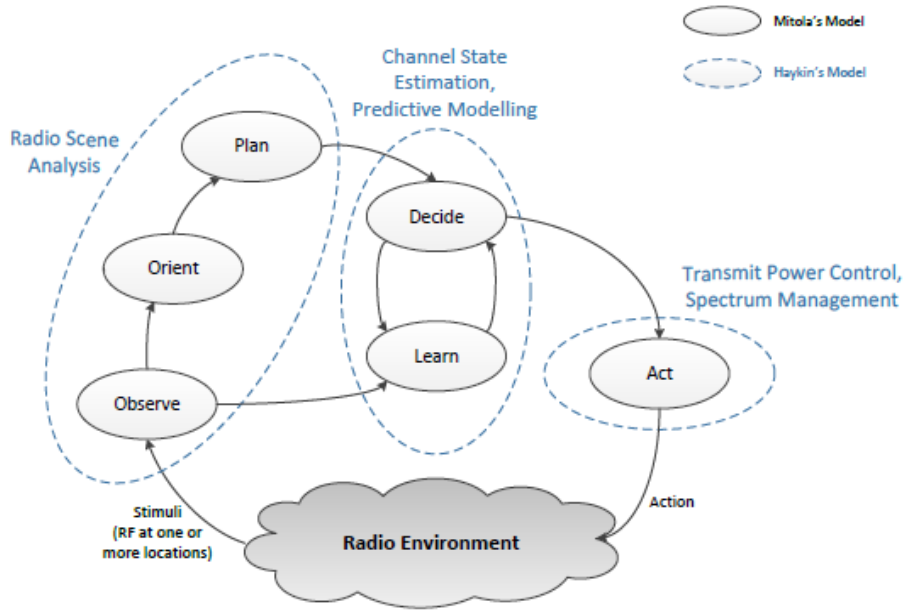 Mitola's Model
Haykin's Model
Channel State
Estimation,
Predictive Modelling
Radio Scene
Analysis
Plan
Decide
Orient
Transmit Power Control,
Spectrum Management
Learn
Act
Observe
Stimuli
(RF at one or
more locations)
Action
Radio Environment